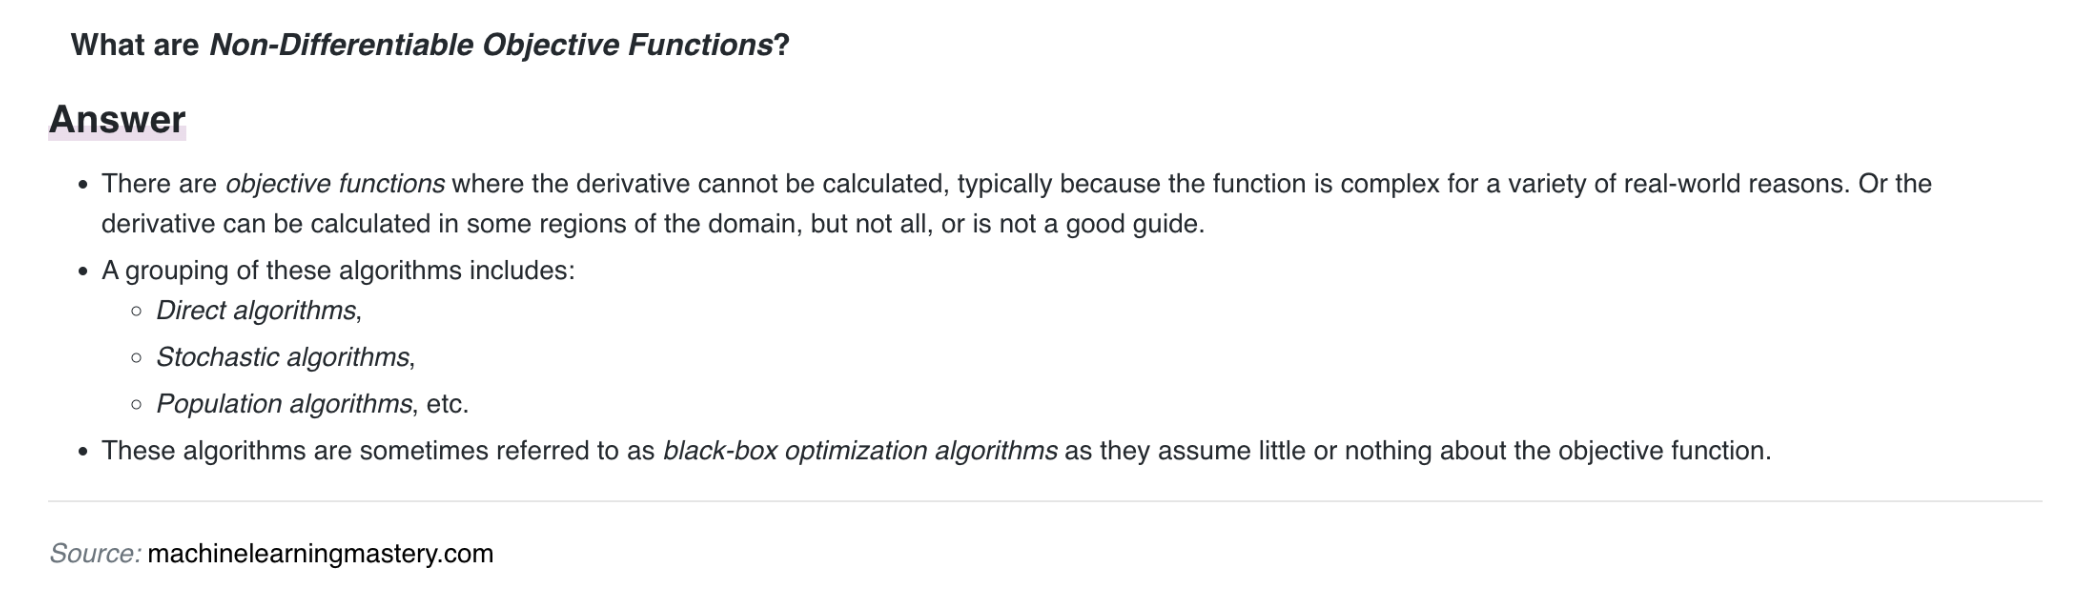 What are Non-Differentiable Objective Functions?
Answer
• There are objective functions where the derivative cannot be calculated, typically because the function is complex for a variety of real-world reasons. Or the
derivative can be calculated in some regions of the domain, but not all, or is not a good guide.
• A grouping of these algorithms includes:
◦ Direct algorithms,
◦ Stochastic algorithms,
◦ Population algorithms, etc.
• These algorithms are sometimes referred to as black-box optimization algorithms as they assume little or nothing about the objective function.
Source: machinelearningmastery.com